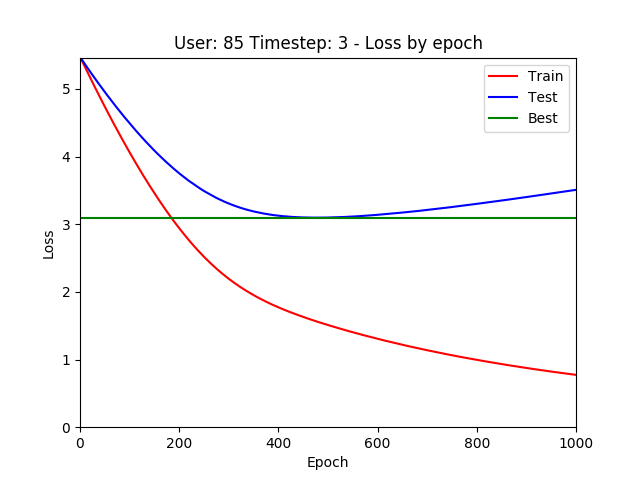 User: 85 Timestep: 3 - Loss by epoch
Train
Test
Best
5
4
3
2
1
0
Loss
0 200 400 600 800 1000
Epoch